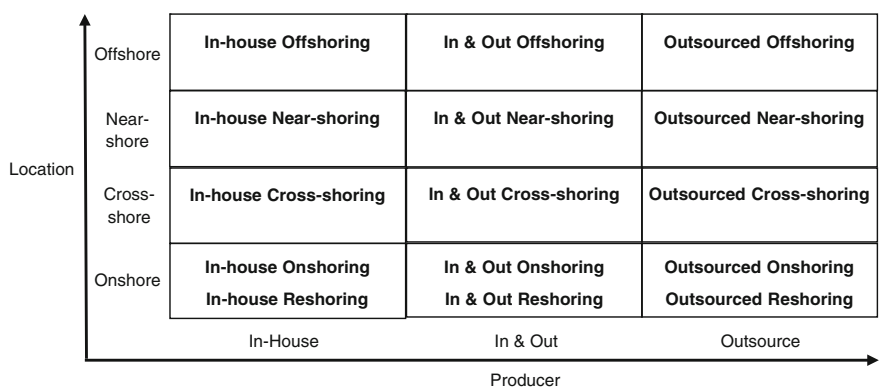 Offshore
In-house Offshoring
In & Out Offshoring
Outsourced Offshoring
Near-
shore
In-house Near-shoring
In & Out Near-shoring
Outsourced Near-shoring
Location
Cross-
shore
In-house Cross-shoring
In & Out Cross-shoring
Outsourced Cross-shoring
Onshore
In-house Onshoring
In-house Reshoring
In & Out Onshoring
In & Out Reshoring
Outsourced Onshoring
Outsourced Reshoring
In-House
In & Out
Outsource
Producer